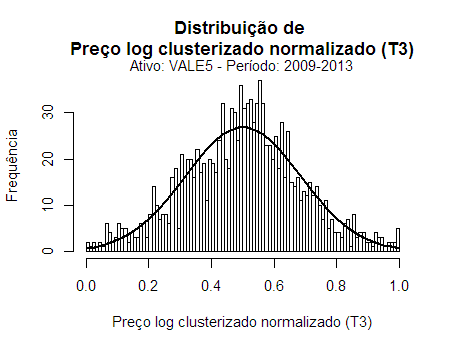 Distribuição de
Preço log clusterizado normalizado (T3)
Ativo: VALE5 - Período: 2009-2013
Frequência
30
20
10
0
0.0 0.2 0.4 0.6 0.8 1.0
Preço log clusterizado normalizado (T3)